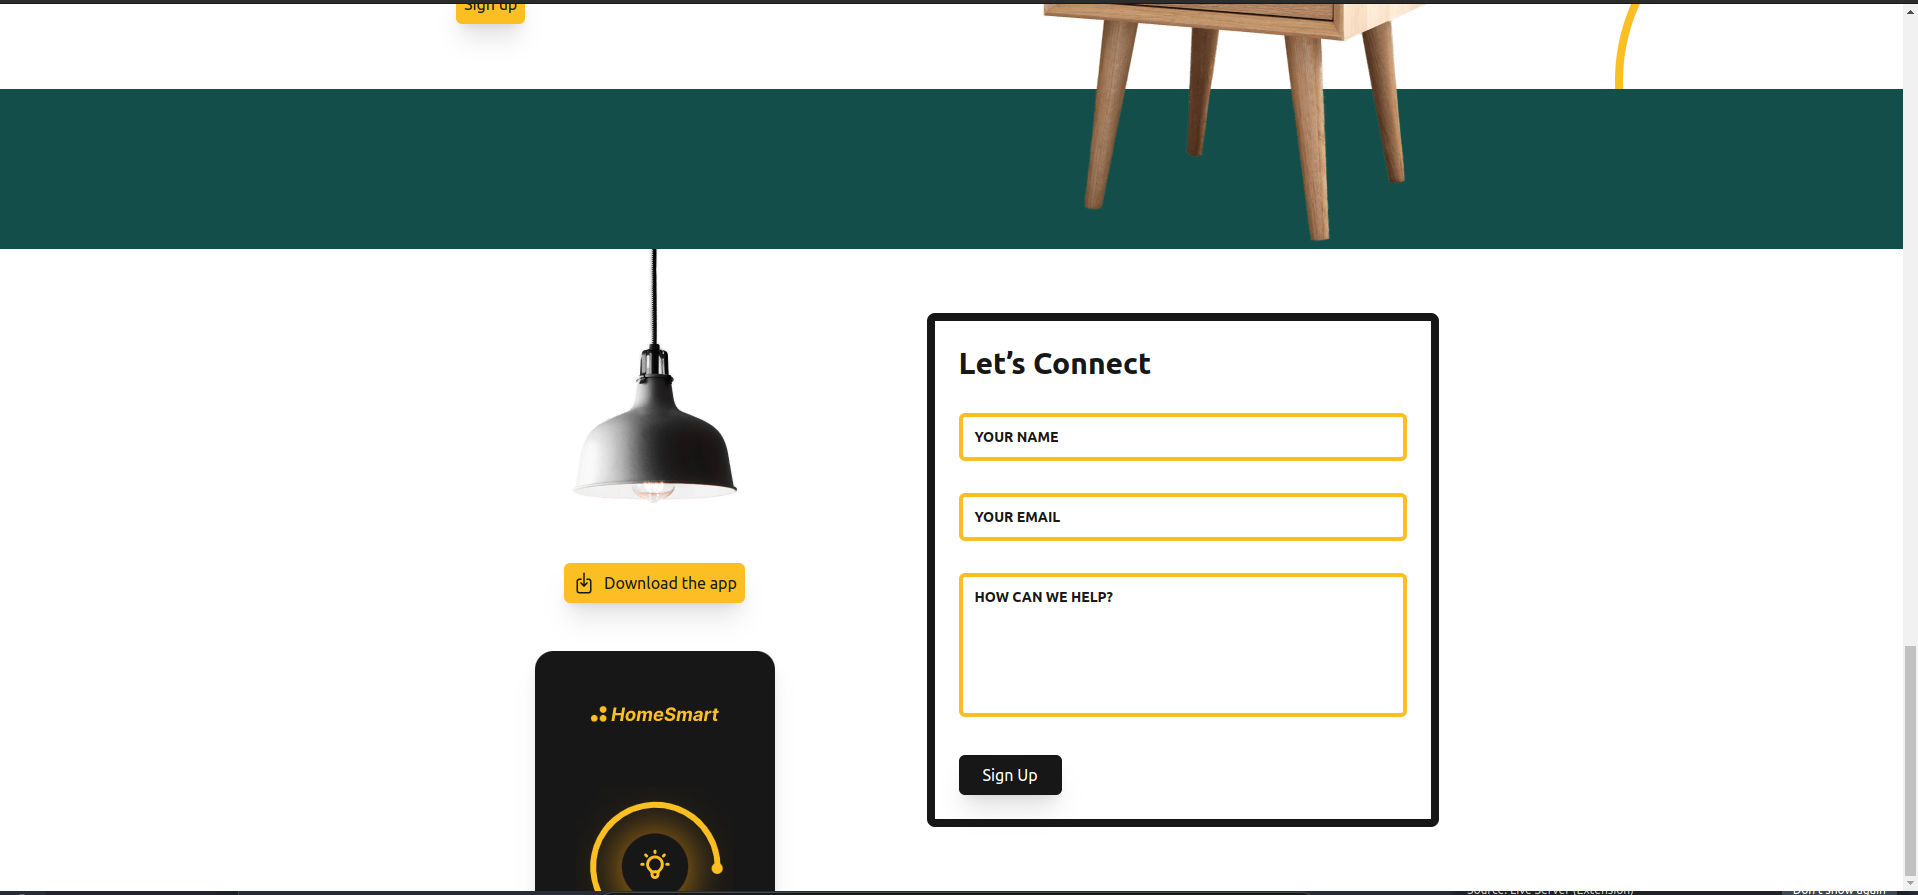 Sign up
Let’s Connect
YOUR NAME
YOUR EMAIL
HOW CAN WE HELP?
Sign Up
Download the app
HomeSmart
Source: Live Server (Extension)
Don't show again